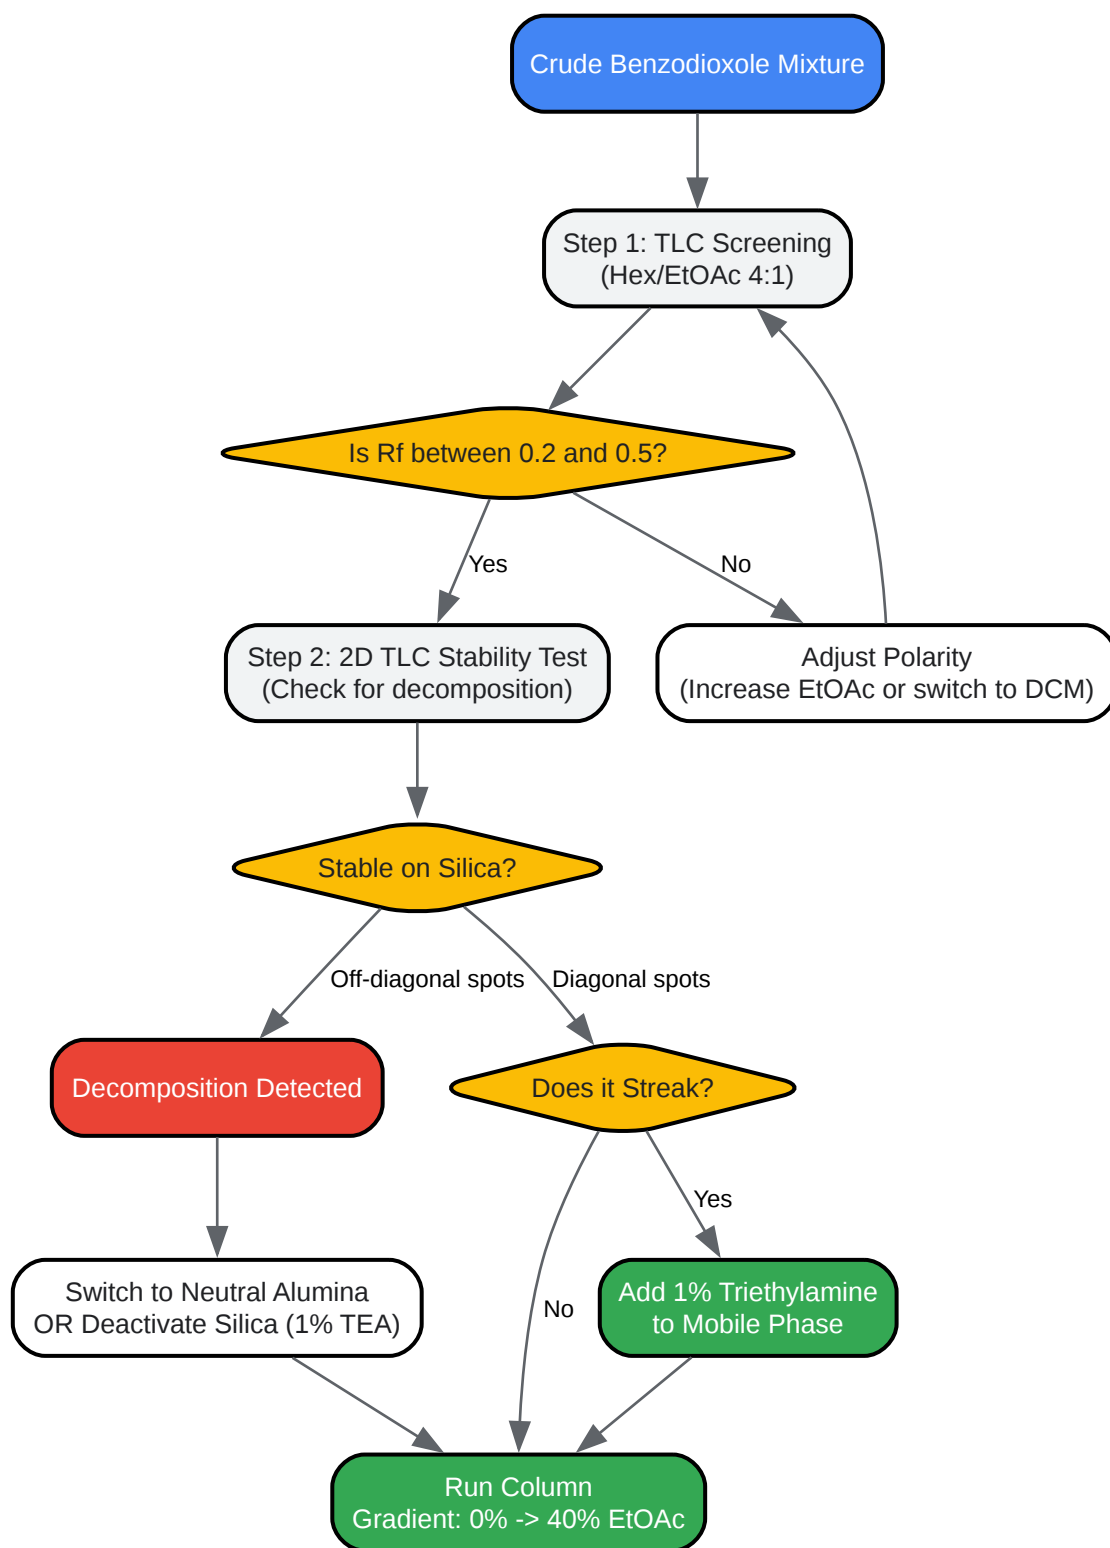 Crude Benzodioxole Mixture
Step 1: TLC Screening
(Hex/EtOAc 4:1)
Is Rf between 0.2 and 0.5?
Yes
No
Step 2: 2D TLC Stability Test
(Check for decomposition)
Adjust Polarity
(Increase EtOAc or switch to DCM)
Stable on Silica?
Off-diagonal spots
Diagonal spots
Decomposition Detected
Does it Streak?
Yes
Switch to Neutral Alumina
OR Deactivate Silica (1% TEA)
No
Add 1% Triethylamine
to Mobile Phase
Run Column
Gradient: 0% -> 40% EtOAc